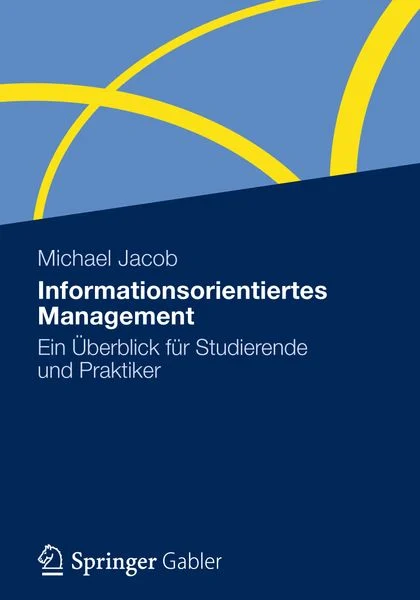 Michael Jacob
Informationsorientiertes
Management
Ein Überblick für Studierende
und Praktiker
Springer Gabler